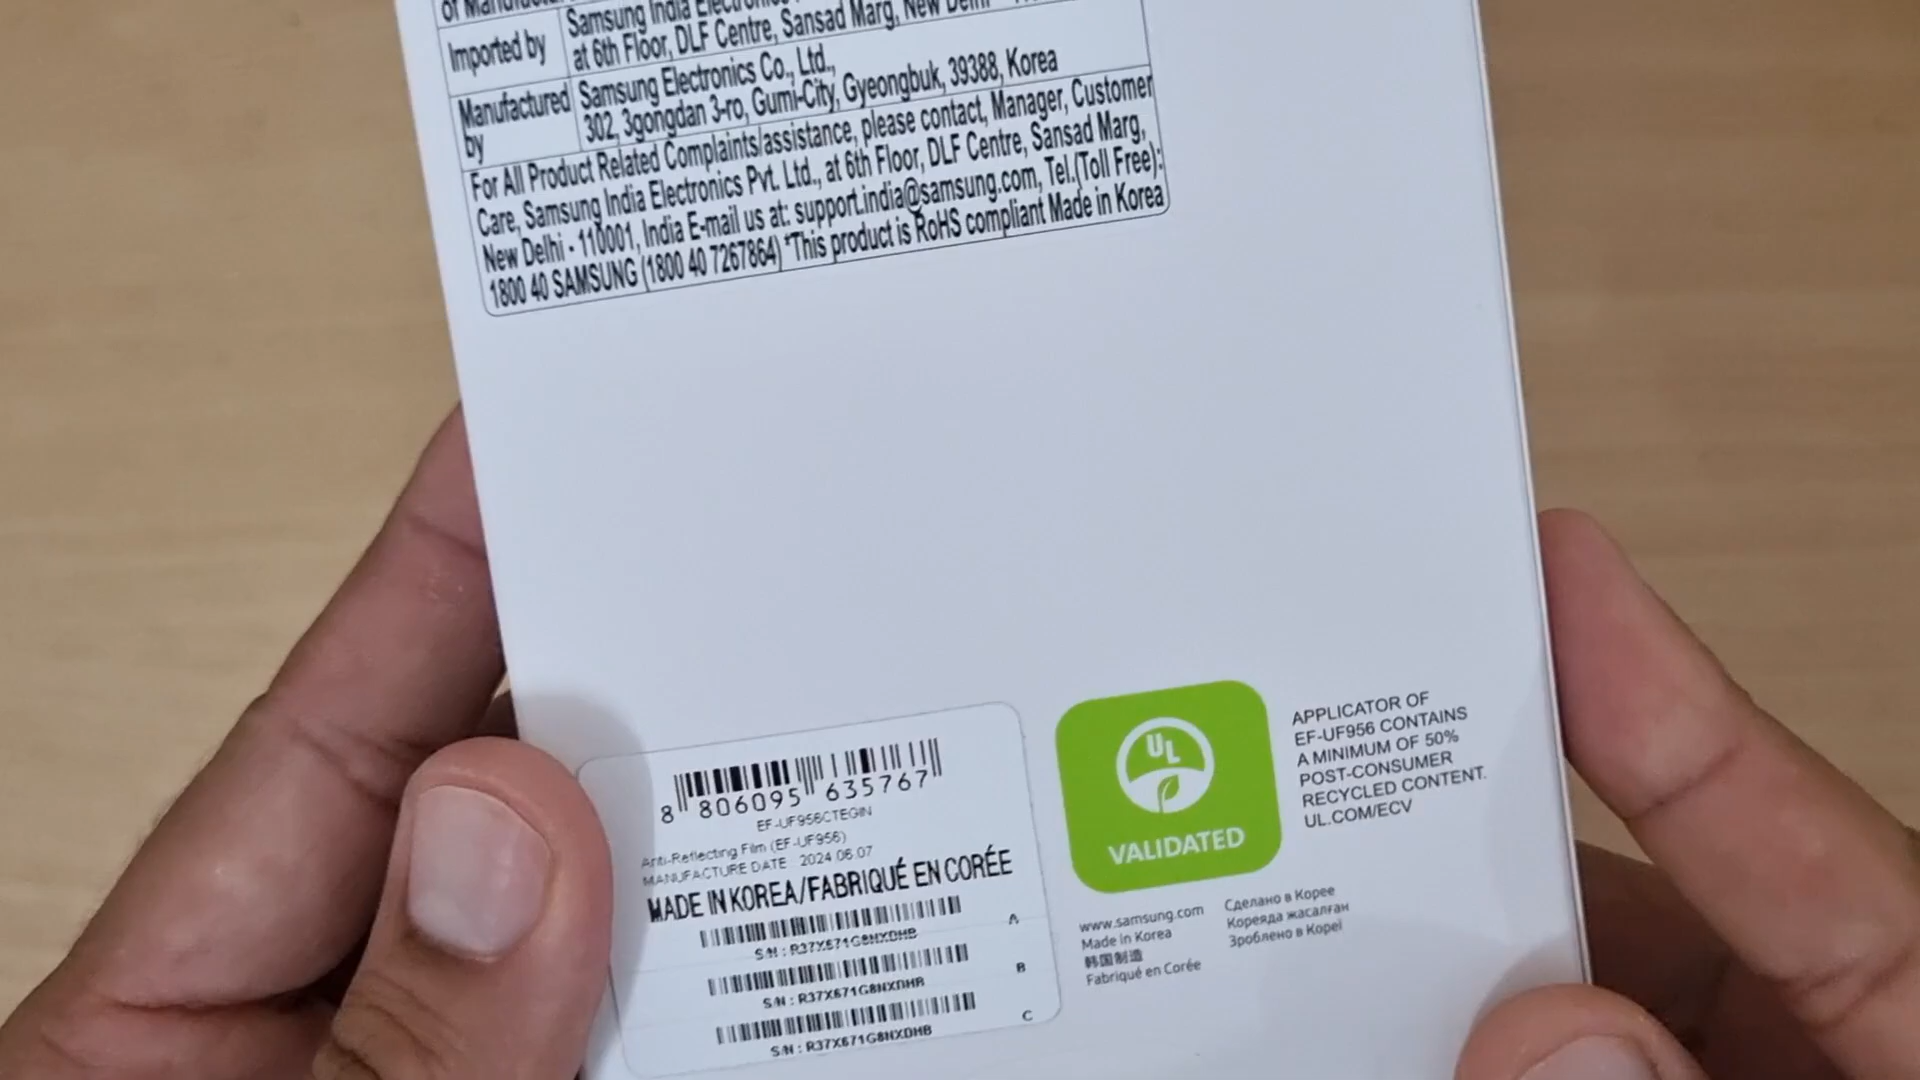 of Manufactu
Imported by
Samsung India Electronics
at 6th Floor, DLF Centre, Sansad Marg, New Delhi -
Manufactured by
Samsung Electronics Co., Ltd.,
302, 3gongdan 3-ro, Gumi-City, Gyeongbuk, 39388, Korea
For All Product Related Complaints/assistance, please contact, Manager, Customer
Care, Samsung India Electronics Pvt. Ltd., at 6th Floor, DLF Centre, Sansad Marg,
New Delhi - 110001, India E-mail us at: support.india@samsung.com, Tel.(Toll Free):
1800 40 SAMSUNG (1800 40 7267864) *This product is RoHS compliant Made in Korea
8 806095 635767
EF-UF956CTEGIN
Anti-Reflecting Film (EF-UF956)
MANUFACTURE DATE 2024.06.07
MADE IN KOREA/FABRIQUÉ EN CORÉE
A
S/N : R37X671G8NXDHB
B
S/N : R37X671G8NXDHB
C
S/N : R37X671G8NXDHB
UL
VALIDATED
APPLICATOR OF
EF-UF956 CONTAINS
A MINIMUM OF 50%
POST-CONSUMER
RECYCLED CONTENT.
UL.COM/ECV
www.samsung.com
Made in Korea
韩国制造
Fabriqué en Corée
Сделано в Корее
Кореяда жасалған
Зроблено в Кореї